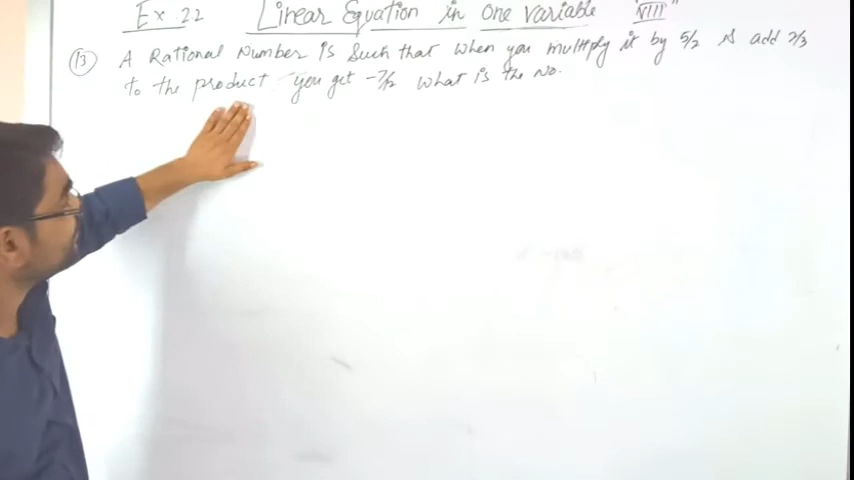 Ex 22 Linear Equation in one variable "VIII"
(13) A Rational Number is Such that when you multiply it by 5/2 & add 2/3
to the product you get -7/12 what is the No.